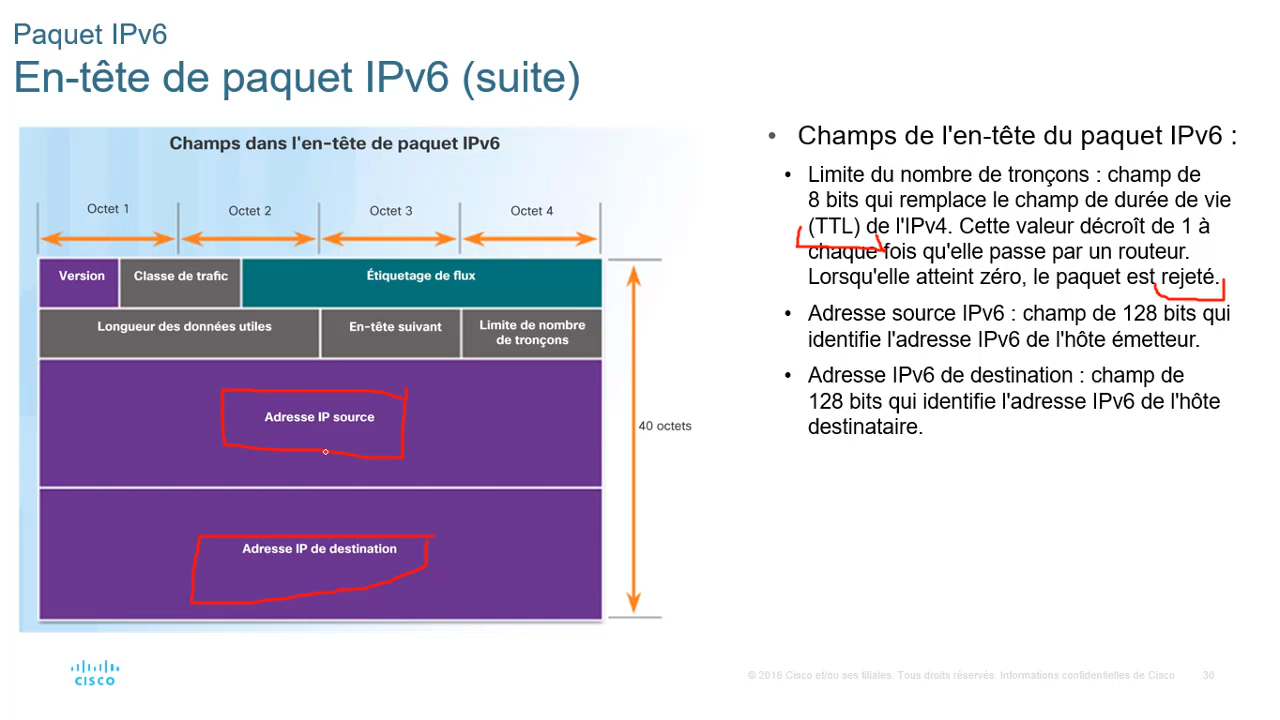 Paquet IPv6
En-tête de paquet IPv6 (suite)
Champs dans l'en-tête de paquet IPv6
Octet 1
Octet 2
Octet 3
Octet 4
Version
Classe de trafic
Étiquetage de flux
Longueur des données utiles
En-tête suivant
Limite de nombre
de tronçons
Adresse IP source
40 octets
Adresse IP de destination
• Champs de l'en-tête du paquet IPv6 :
• Limite du nombre de tronçons : champ de
8 bits qui remplace le champ de durée de vie
(TTL) de l'IPv4. Cette valeur décroît de 1 à
chaque fois qu'elle passe par un routeur.
Lorsqu'elle atteint zéro, le paquet est rejeté.
• Adresse source IPv6 : champ de 128 bits qui
identifie l'adresse IPv6 de l'hôte émetteur.
• Adresse IPv6 de destination : champ de
128 bits qui identifie l'adresse IPv6 de l'hôte
destinataire.
CISCO
© 2016 Cisco et/ou ses filiales. Tous droits réservés. Informations confidentielles de Cisco
30